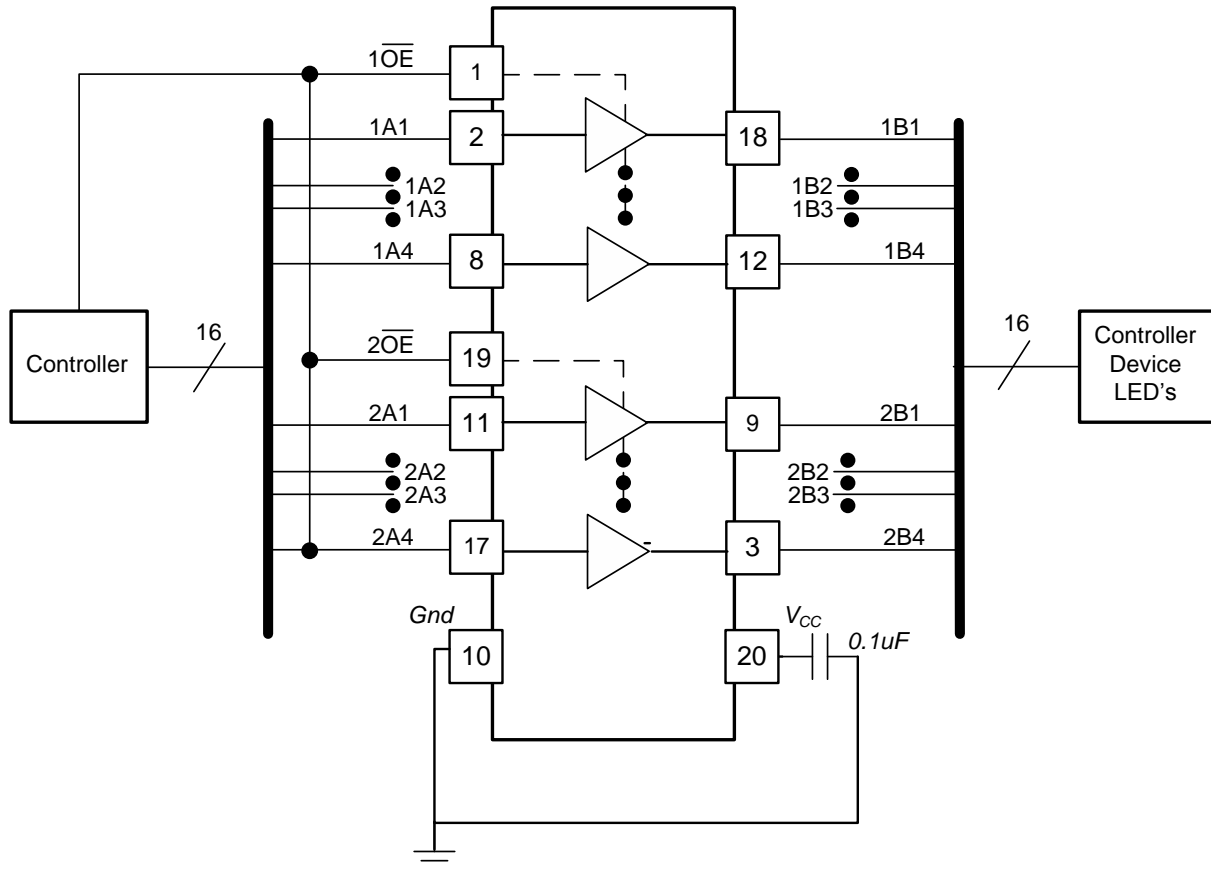 1O̅E̅
1
1A1
2
18
1B1
1A2
1B2
1A3
1B3
1A4
8
12
1B4
Controller
16
2O̅E̅
19
16
Controller
Device
LED's
2A1
11
9
2B1
2A2
2B2
2A3
2B3
2A4
17
3
2B4
Gnd
10
20
VCC
0.1uF